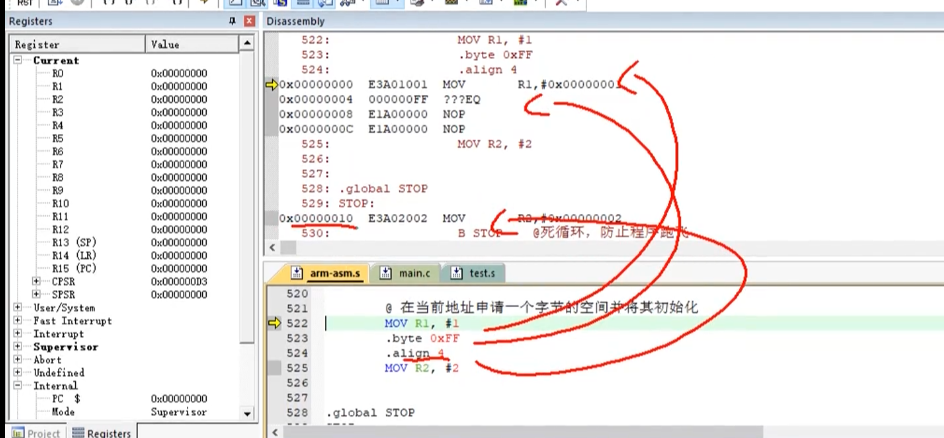 RST
Registers
Register Value
Current
R0 0x00000000
R1 0x00000000
R2 0x00000000
R3 0x00000000
R4 0x00000000
R5 0x00000000
R6 0x00000000
R7 0x00000000
R8 0x00000000
R9 0x00000000
R10 0x00000000
R11 0x00000000
R12 0x00000000
R13 (SP) 0x00000000
R14 (LR) 0x00000000
R15 (PC) 0x00000000
CPSR 0x000000D3
SPSR 0x00000000
User/System
Fast Interrupt
Interrupt
Supervisor
Abort
Undefined
Internal
PC $ 0x00000000
Mode Supervisor
Project Registers
Disassembly
522: MOV R1, #1
523: .byte 0xFF
524: .align 4
0x00000000 E3A01001 MOV R1,#0x0000000
0x00000004 000000FF ???EQ
0x00000008 E1A00000 NOP
0x0000000C E1A00000 NOP
525: MOV R2, #2
526:
527:
528: .global STOP
529: STOP:
0x00000010 E3A02002 MOV R2,#0x00000002
530: B STOP @死循环，防止程序跑飞
arm-asm.s main.c test.s
520
521 @ 在当前地址申请一个字节的空间并将其初始化
522 MOV R1, #1
523 .byte 0xFF
524 .align 4
525 MOV R2, #2
526
527
528 .global STOP